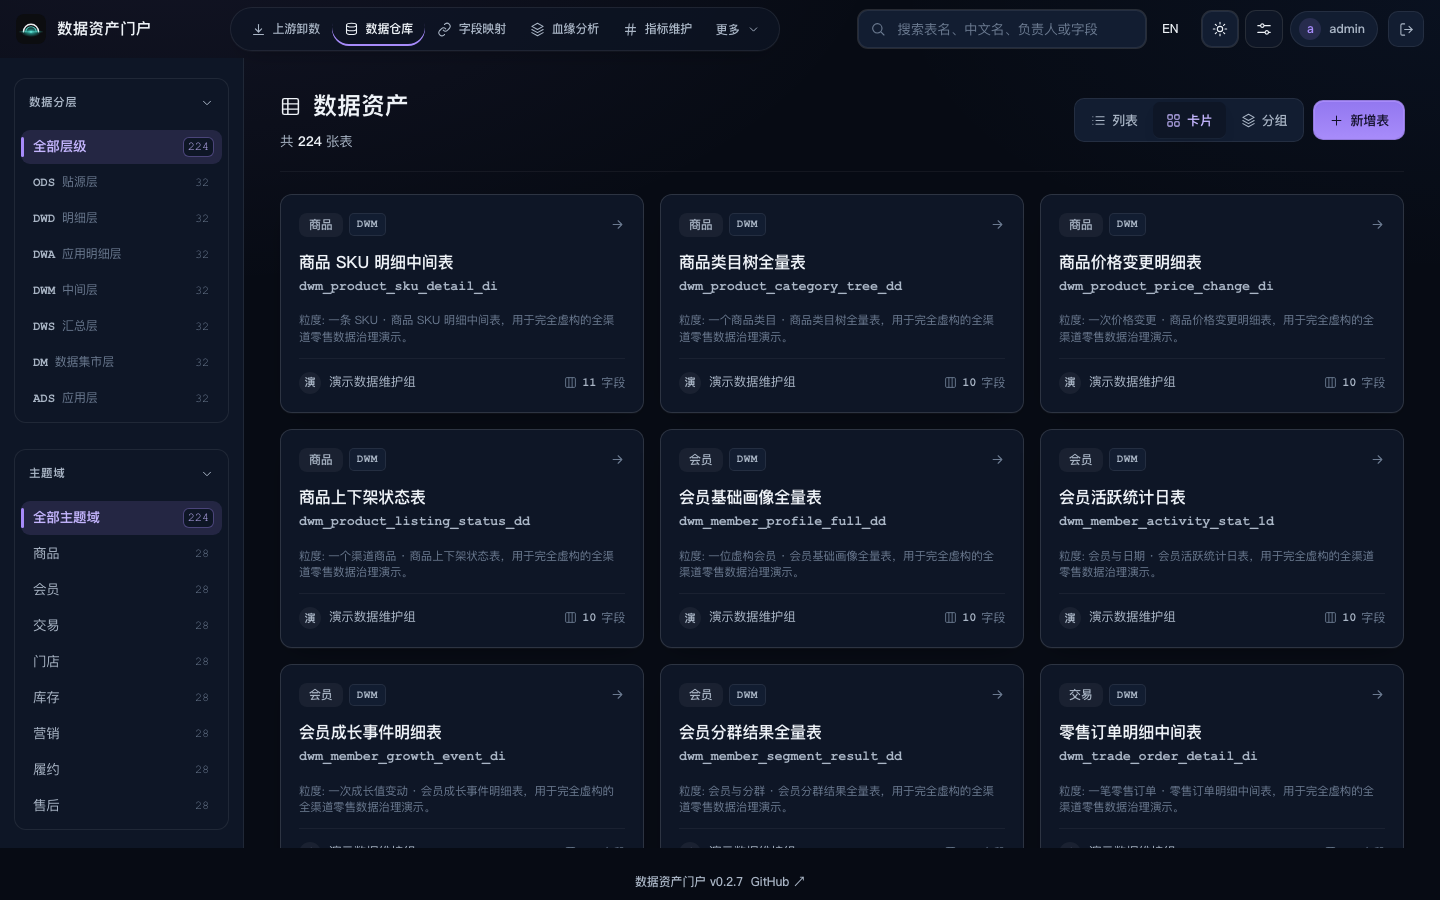 数据资产门户
上游卸数
数据仓库
字段映射
血缘分析
指标维护
更多
搜索表名、中文名、负责人或字段
EN
a admin
数据分层
全部层级 224
ODS 贴源层 32
DWD 明细层 32
DWA 应用明细层 32
DWM 中间层 32
DWS 汇总层 32
DM 数据集市层 32
ADS 应用层 32
主题域
全部主题域 224
商品 28
会员 28
交易 28
门店 28
库存 28
营销 28
履约 28
售后 28
数据资产
共 224 张表
列表
卡片
分组
新增表
商品 DWM
商品 SKU 明细中间表
dwm_product_sku_detail_di
粒度: 一条 SKU · 商品 SKU 明细中间表，用于完全虚构的全渠
道零售数据治理演示。
演 演示数据维护组 11 字段
商品 DWM
商品类目树全量表
dwm_product_category_tree_dd
粒度: 一个商品类目 · 商品类目树全量表，用于完全虚构的全渠
道零售数据治理演示。
演 演示数据维护组 10 字段
商品 DWM
商品价格变更明细表
dwm_product_price_change_di
粒度: 一次价格变更 · 商品价格变更明细表，用于完全虚构的全
渠道零售数据治理演示。
演 演示数据维护组 10 字段
商品 DWM
商品上下架状态表
dwm_product_listing_status_dd
粒度: 一个渠道商品 · 商品上下架状态表，用于完全虚构的全渠
道零售数据治理演示。
演 演示数据维护组 10 字段
会员 DWM
会员基础画像全量表
dwm_member_profile_full_dd
粒度: 一位虚构会员 · 会员基础画像全量表，用于完全虚构的全
渠道零售数据治理演示。
演 演示数据维护组 10 字段
会员 DWM
会员活跃统计日表
dwm_member_activity_stat_1d
粒度: 会员与日期 · 会员活跃统计日表，用于完全虚构的全渠道
零售数据治理演示。
演 演示数据维护组 10 字段
会员 DWM
会员成长事件明细表
dwm_member_growth_event_di
粒度: 一次成长值变动 · 会员成长事件明细表，用于完全虚构的
全渠道零售数据治理演示。
会员 DWM
会员分群结果全量表
dwm_member_segment_result_dd
粒度: 会员与分群 · 会员分群结果全量表，用于完全虚构的全渠
道零售数据治理演示。
交易 DWM
零售订单明细中间表
dwm_trade_order_detail_di
粒度: 一笔零售订单 · 零售订单明细中间表，用于完全虚构的全
渠道零售数据治理演示。
数据资产门户 v0.2.7 GitHub ↗